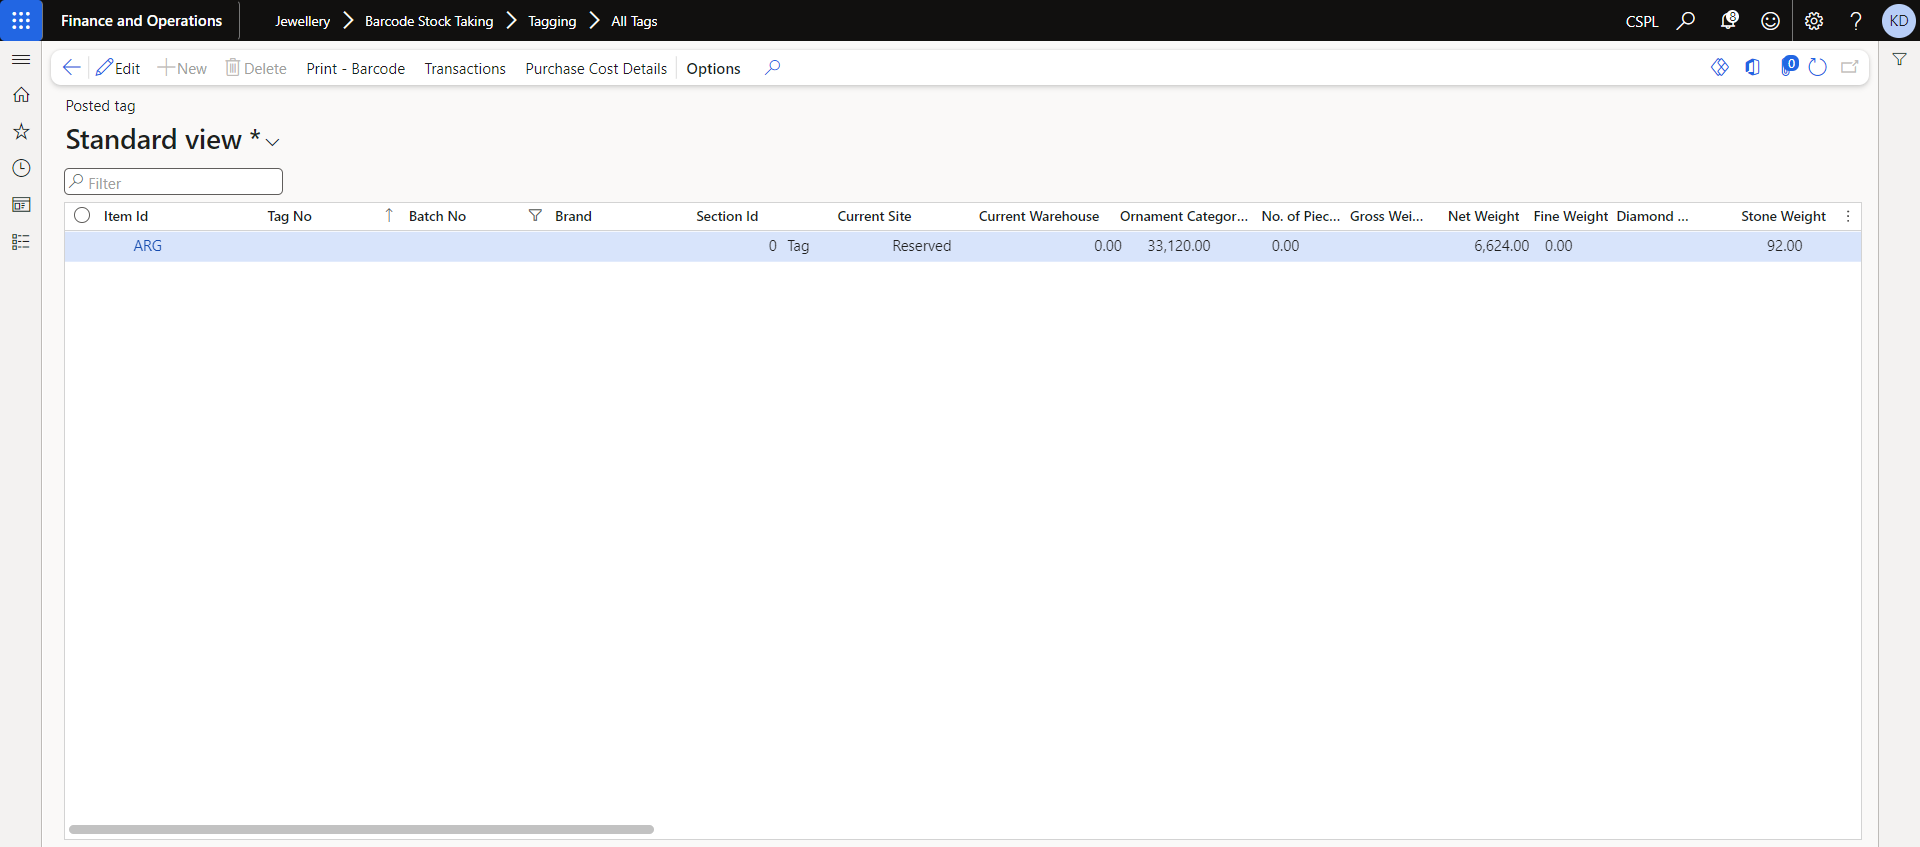 Finance and Operations Jewellery Barcode Stock Taking Tagging All Tags CSPL 8 KD
Edit New Delete Print - Barcode Transactions Purchase Cost Details Options 0
Posted tag
Standard view *
Filter
Item Id Tag No Batch No Brand Section Id Current Site Current Warehouse Ornament Categor... No. of Piec... Gross Wei... Net Weight Fine Weight Diamond ... Stone Weight
ARG 0 Tag Reserved 0.00 33,120.00 0.00 6,624.00 0.00 92.00